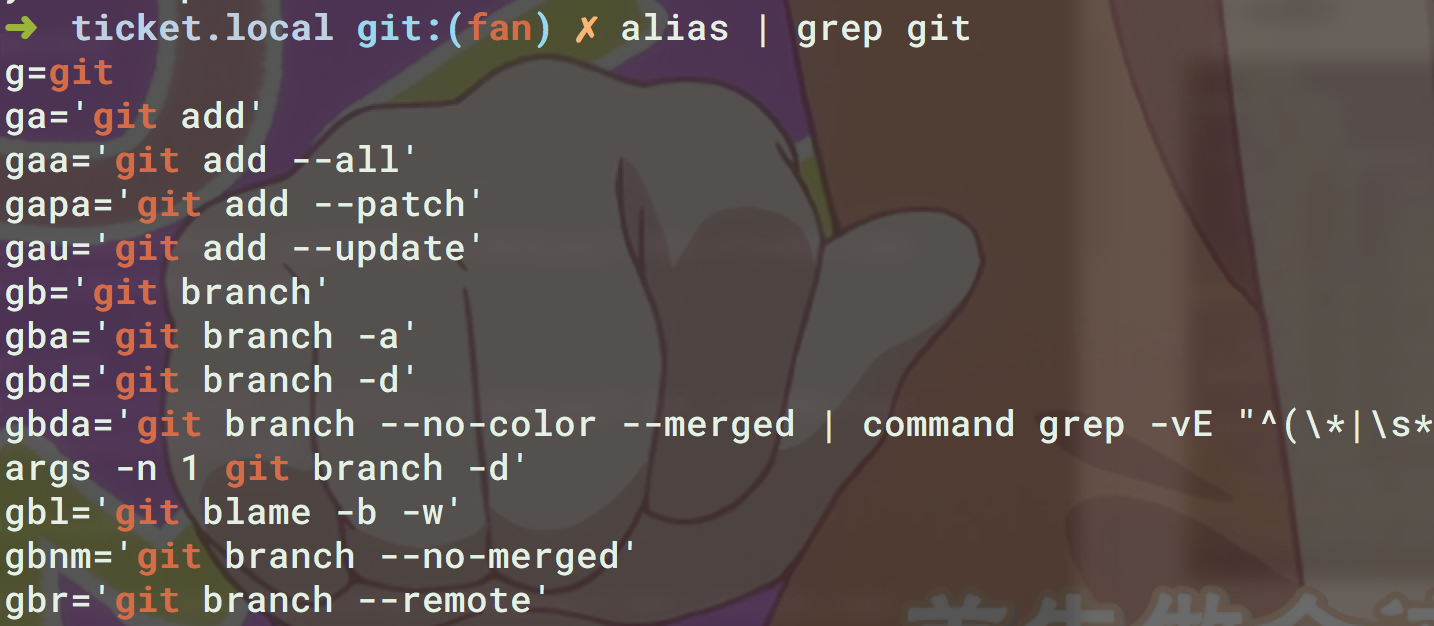 ➜ ticket.local git:(fan) ✗ alias | grep git
g=git
ga='git add'
gaa='git add --all'
gapa='git add --patch'
gau='git add --update'
gb='git branch'
gba='git branch -a'
gbd='git branch -d'
gbda='git branch --no-color --merged | command grep -vE "^(\*|\s*
args -n 1 git branch -d'
gbl='git blame -b -w'
gbnm='git branch --no-merged'
gbr='git branch --remote'